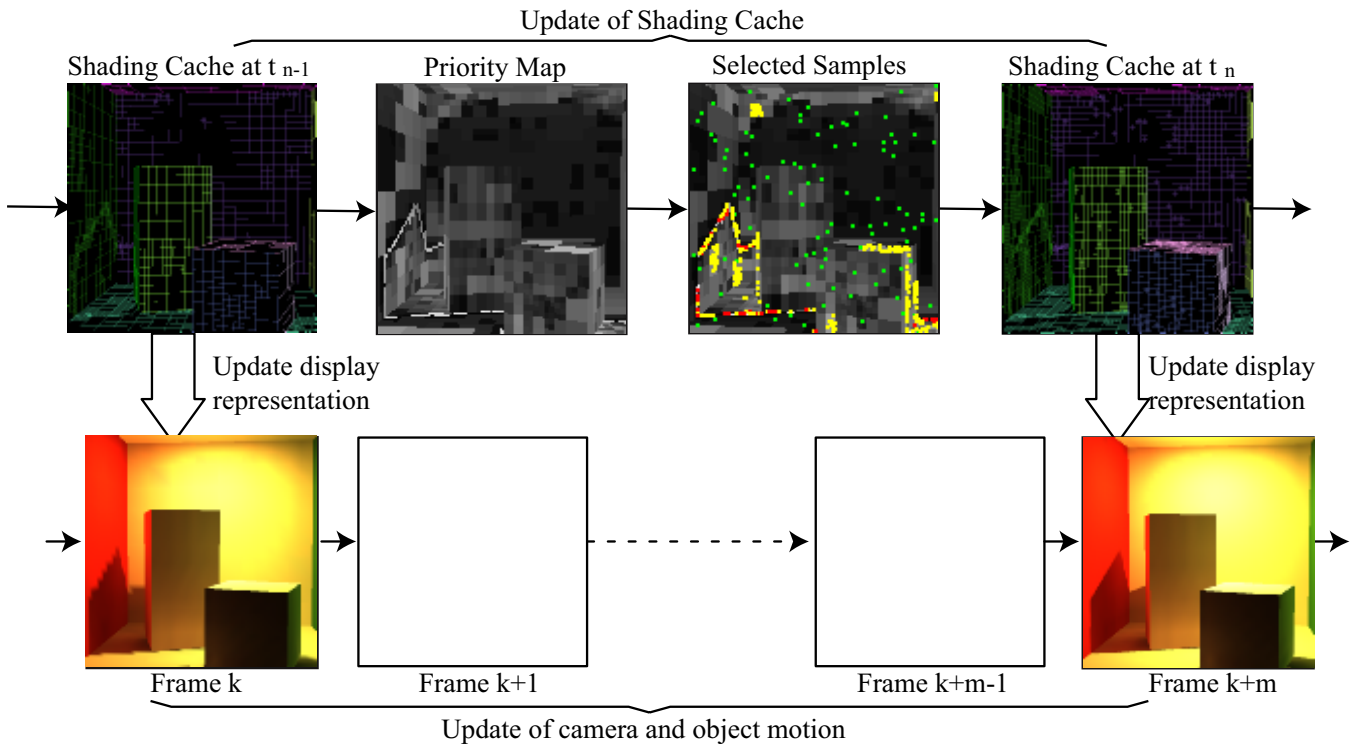 Update of Shading Cache
Shading Cache at t n-1
Priority Map
Selected Samples
Shading Cache at t n
Update display
representation
Update display
representation
Frame k
Frame k+1
Frame k+m-1
Frame k+m
Update of camera and object motion